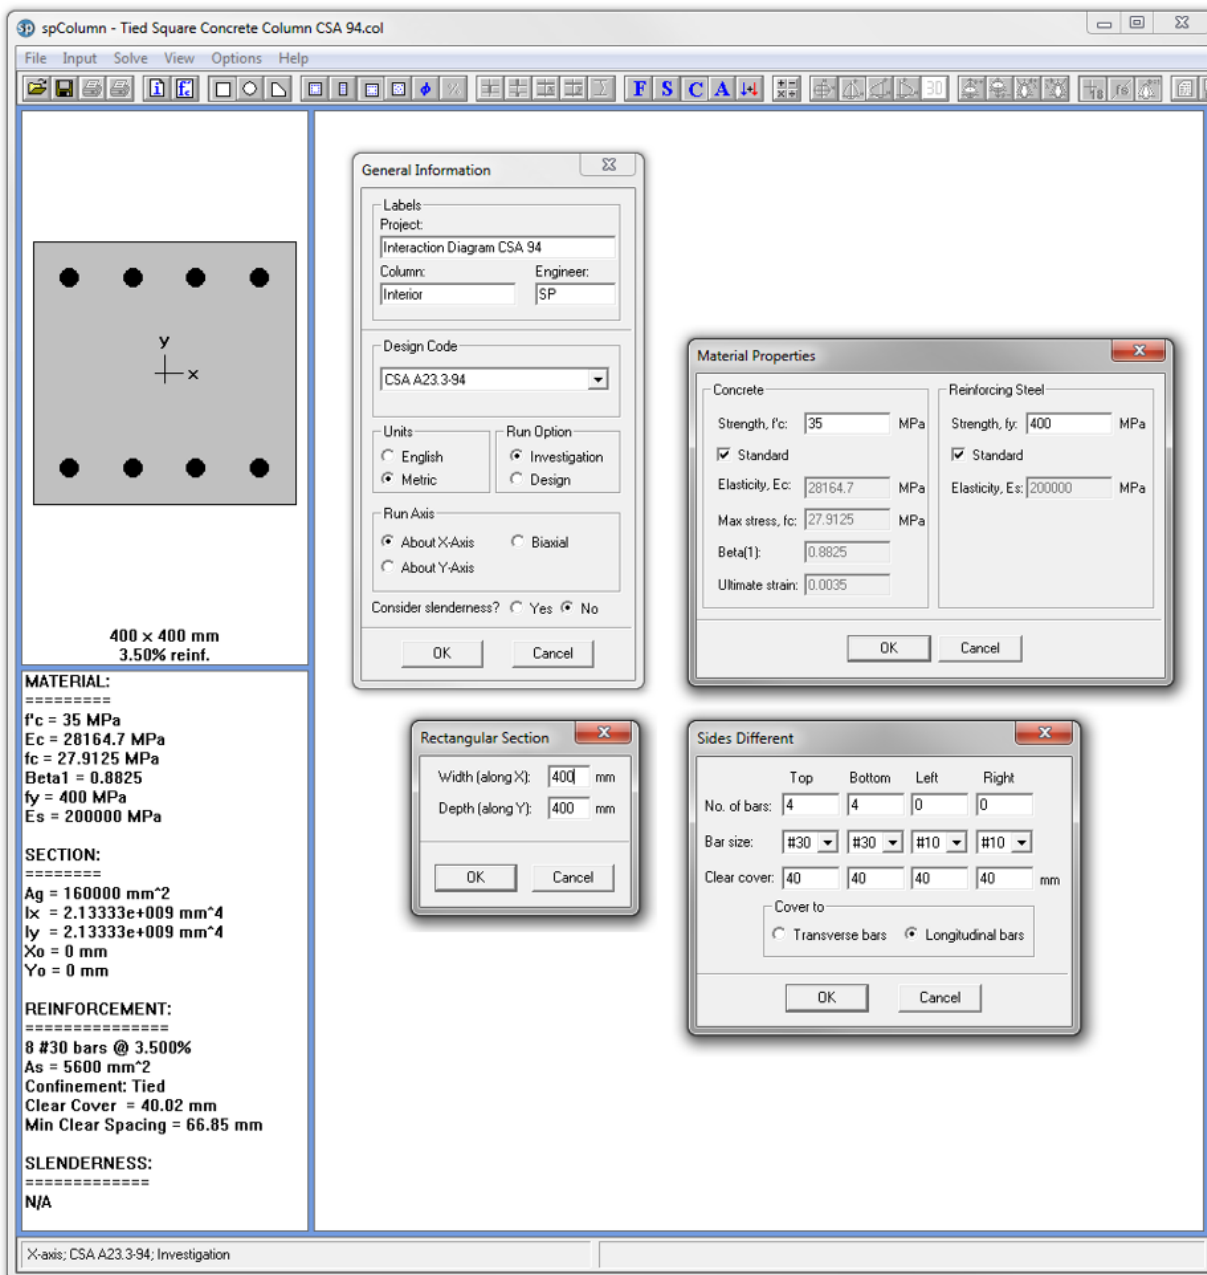 spColumn - Tied Square Concrete Column CSA 94.col
File Input Solve View Options Help
F S C A
y
x
400 x 400 mm
3.50% reinf.
MATERIAL:
=========
f'c = 35 MPa
Ec = 28164.7 MPa
fc = 27.9125 MPa
Beta1 = 0.8825
fy = 400 MPa
Es = 200000 MPa
SECTION:
========
Ag = 160000 mm^2
Ix = 2.13333e+009 mm^4
Iy = 2.13333e+009 mm^4
Xo = 0 mm
Yo = 0 mm
REINFORCEMENT:
===============
8 #30 bars @ 3.500%
As = 5600 mm^2
Confinement: Tied
Clear Cover = 40.02 mm
Min Clear Spacing = 66.85 mm
SLENDERNESS:
=============
N/A
General Information
Labels
Project:
Interaction Diagram CSA 94
Column: Engineer:
Interior SP
Design Code
CSA A23.3-94
Units Run Option
English Investigation
Metric Design
Run Axis
About X-Axis Biaxial
About Y-Axis
Consider slenderness? Yes No
OK Cancel
Material Properties
Concrete Reinforcing Steel
Strength, f'c: 35 MPa Strength, fy: 400 MPa
Standard Standard
Elasticity, Ec: 28164.7 MPa Elasticity, Es: 200000 MPa
Max stress, fc: 27.9125 MPa
Beta(1): 0.8825
Ultimate strain: 0.0035
OK Cancel
Rectangular Section
Width (along X): 400 mm
Depth (along Y): 400 mm
OK Cancel
Sides Different
Top Bottom Left Right
No. of bars: 4 4 0 0
Bar size: #30 #30 #10 #10
Clear cover: 40 40 40 40 mm
Cover to
Transverse bars Longitudinal bars
OK Cancel
X-axis; CSA A23.3-94; Investigation